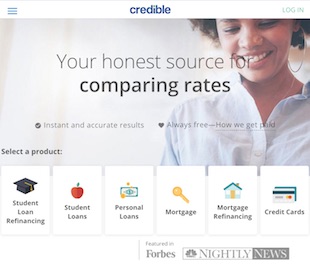 credible
LOG IN
Your honest source for
comparing rates
Instant and accurate results
Always free—How we get paid
Select a product:
Student Loan Refinancing
Student Loans
Personal Loans
Mortgage
Mortgage Refinancing
Credit Cards
Featured in
Forbes
NIGHTLY NEWS